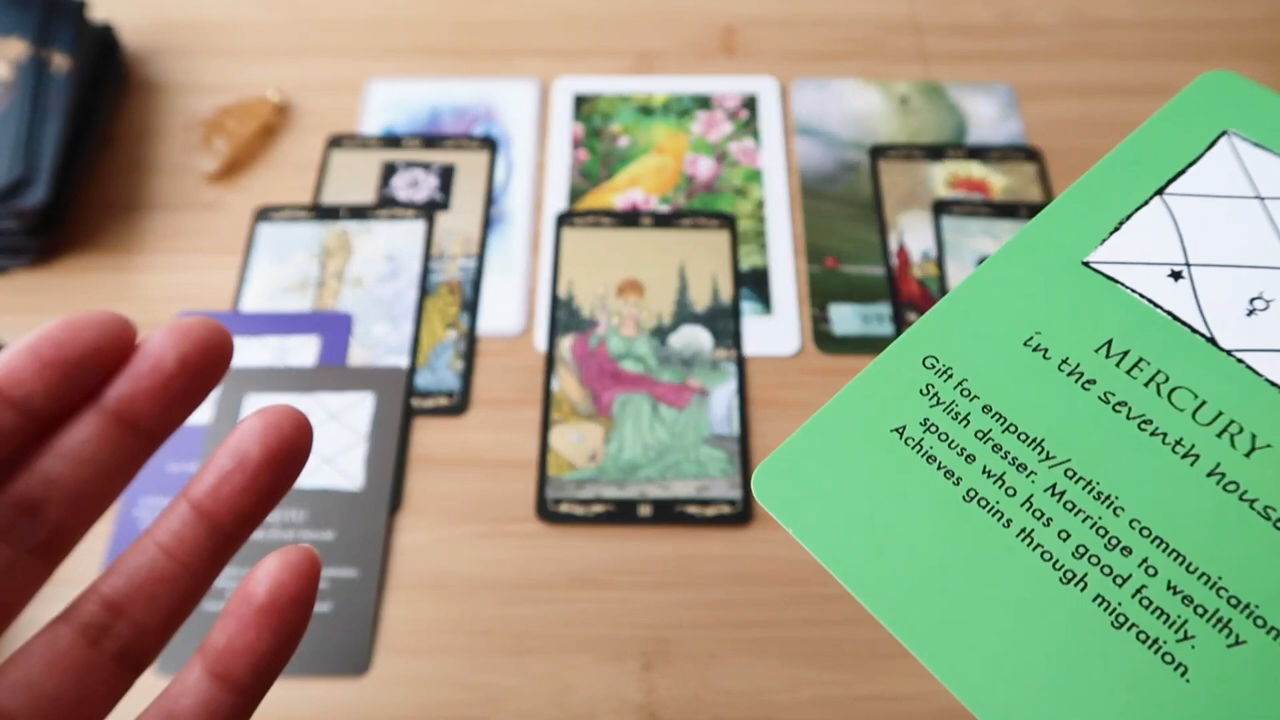 MERCURY
in the seventh house
Gift for empathy/artistic communication.
Stylish dresser. Marriage to wealthy
spouse who has a good family.
Achieves gains through migration.
III